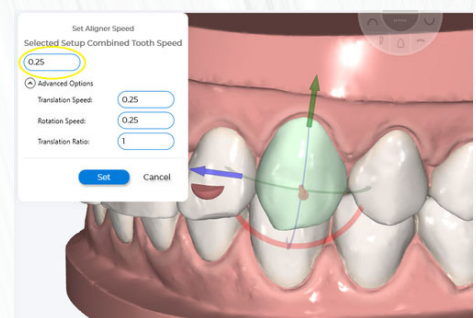 Set Aligner Speed
Selected Setup Combined Tooth Speed
0.25
Advanced Options
Translation Speed: 0.25
Rotation Speed: 0.25
Translation Ratio: 1
Set Cancel